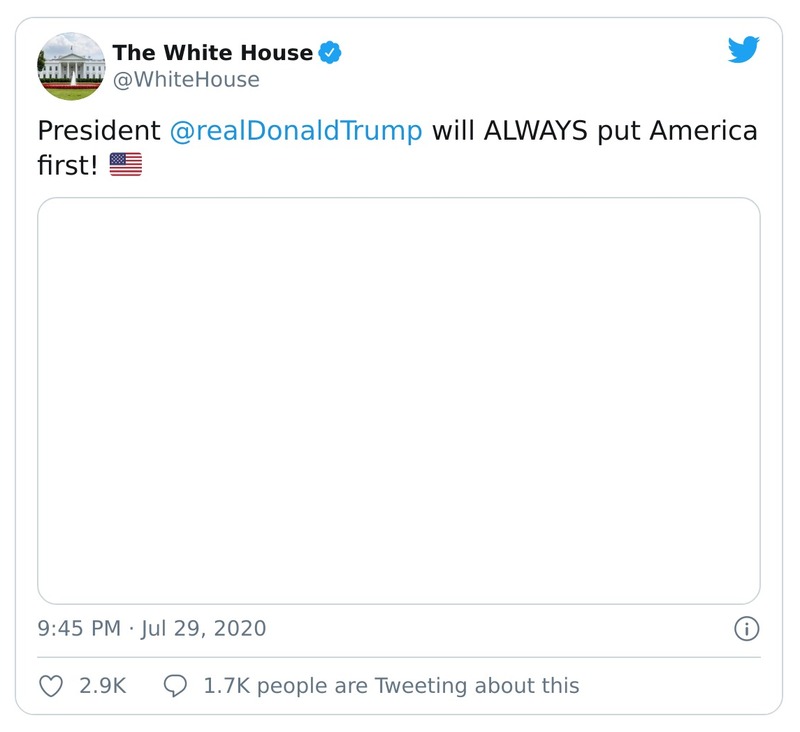 The White House
@WhiteHouse
President @realDonaldTrump will ALWAYS put America
first! 🇺🇸
9:45 PM · Jul 29, 2020
2.9K 1.7K people are Tweeting about this